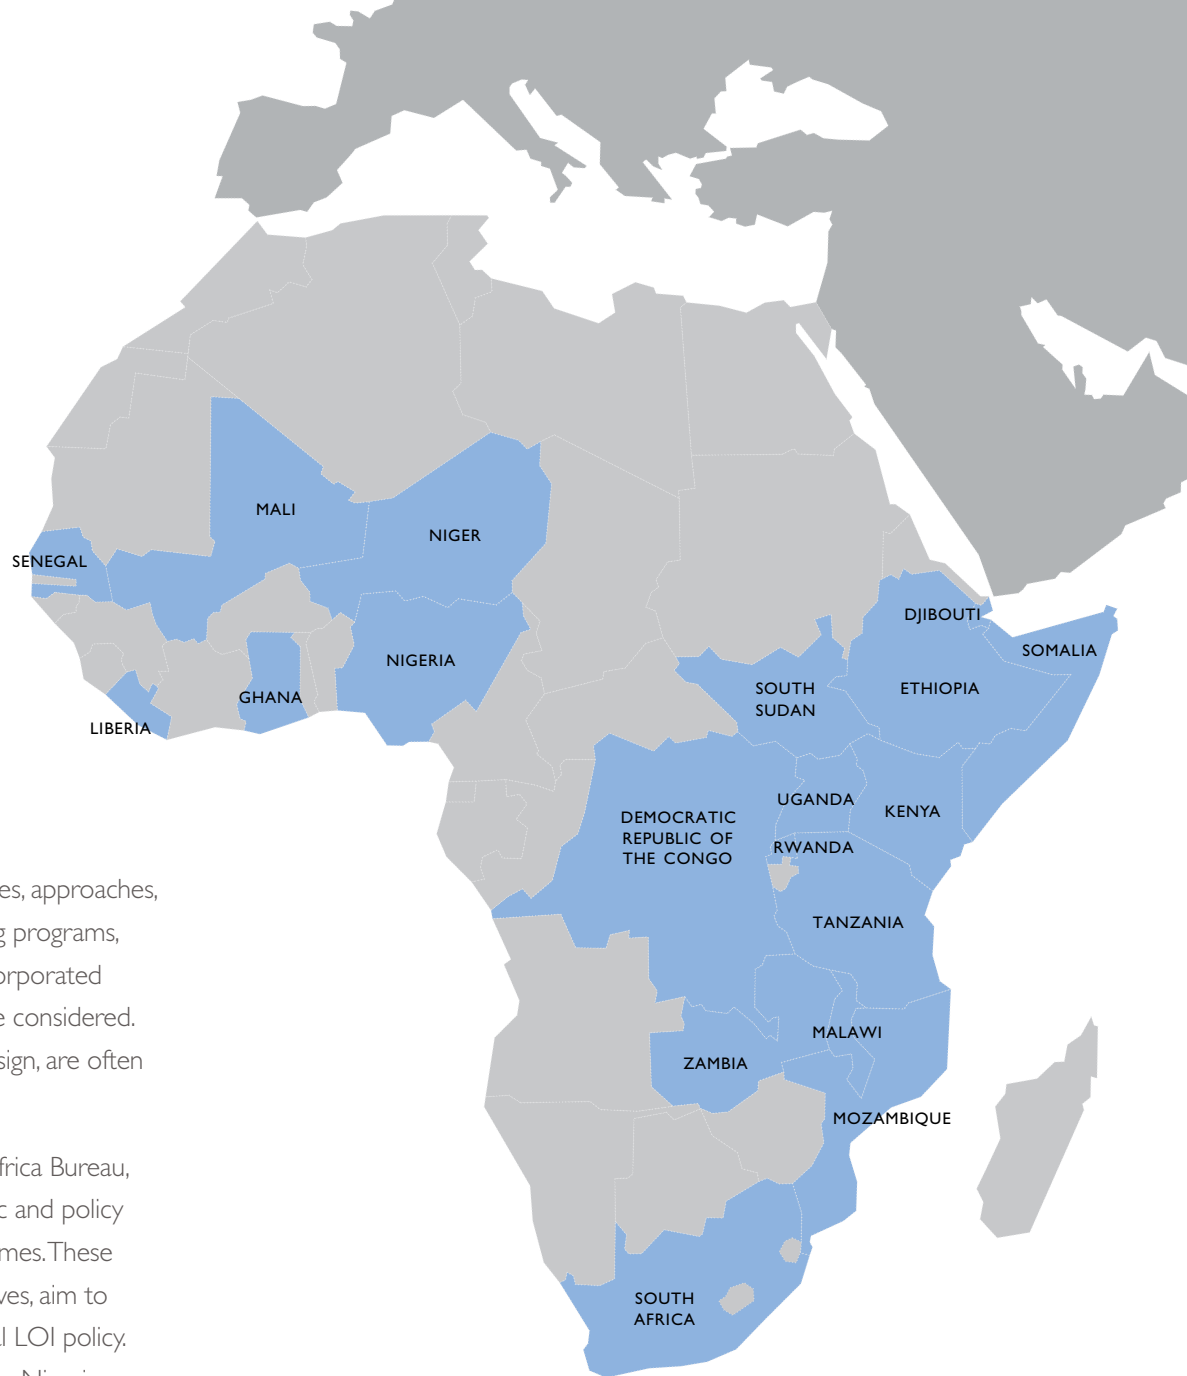 MALI
NIGER
SENEGAL
DJIBOUTI
SOMALIA
NIGERIA
SOUTH
SUDAN
ETHIOPIA
GHANA
LIBERIA
UGANDA
KENYA
DEMOCRATIC
REPUBLIC OF
THE CONGO
RWANDA
TANZANIA
MALAWI
ZAMBIA
MOZAMBIQUE
SOUTH
AFRICA
es, approaches,
g programs,
orporated
e considered.
sign, are often
frica Bureau,
c and policy
mes. These
ves, aim to
l LOI policy.